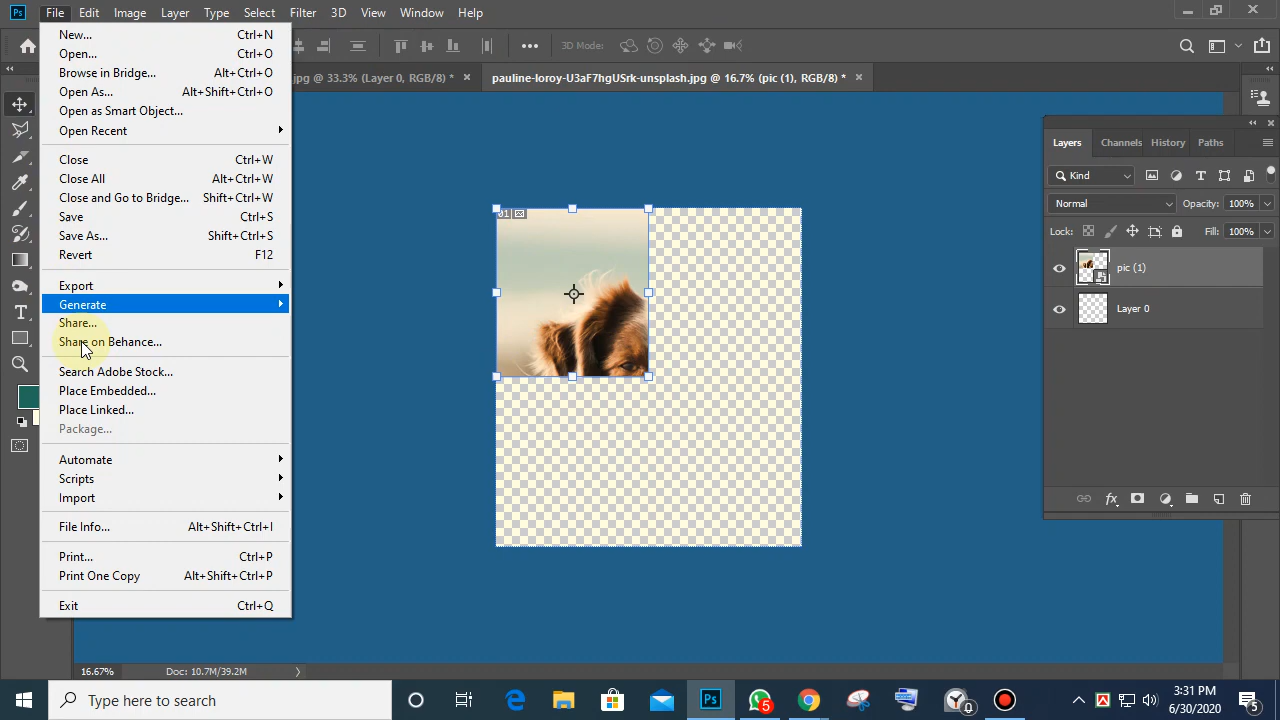 Ps File Edit Image Layer Type Select Filter 3D View Window Help
New... Ctrl+N
Open... Ctrl+O
Browse in Bridge... Alt+Ctrl+O
Open As... Alt+Shift+Ctrl+O
Open as Smart Object...
Open Recent
Close Ctrl+W
Close All Alt+Ctrl+W
Close and Go to Bridge... Shift+Ctrl+W
Save Ctrl+S
Save As... Shift+Ctrl+S
Revert F12
Export
Generate
Share...
Share on Behance...
Search Adobe Stock...
Place Embedded...
Place Linked...
Package...
Automate
Scripts
Import
File Info... Alt+Shift+Ctrl+I
Print... Ctrl+P
Print One Copy Alt+Shift+Ctrl+P
Exit Ctrl+Q
3D Mode:
.jpg @ 33.3% (Layer 0, RGB/8) * pauline-loroy-U3aF7hgUSrk-unsplash.jpg @ 16.7% (pic (1), RGB/8) *
01
Layers Channels History Paths
Kind
Normal Opacity: 100%
Lock: Fill: 100%
pic (1)
Layer 0
fx
16.67% Doc: 10.7M/39.2M
Type here to search
Ps
5
0
A
3:31 PM
6/30/2020
5